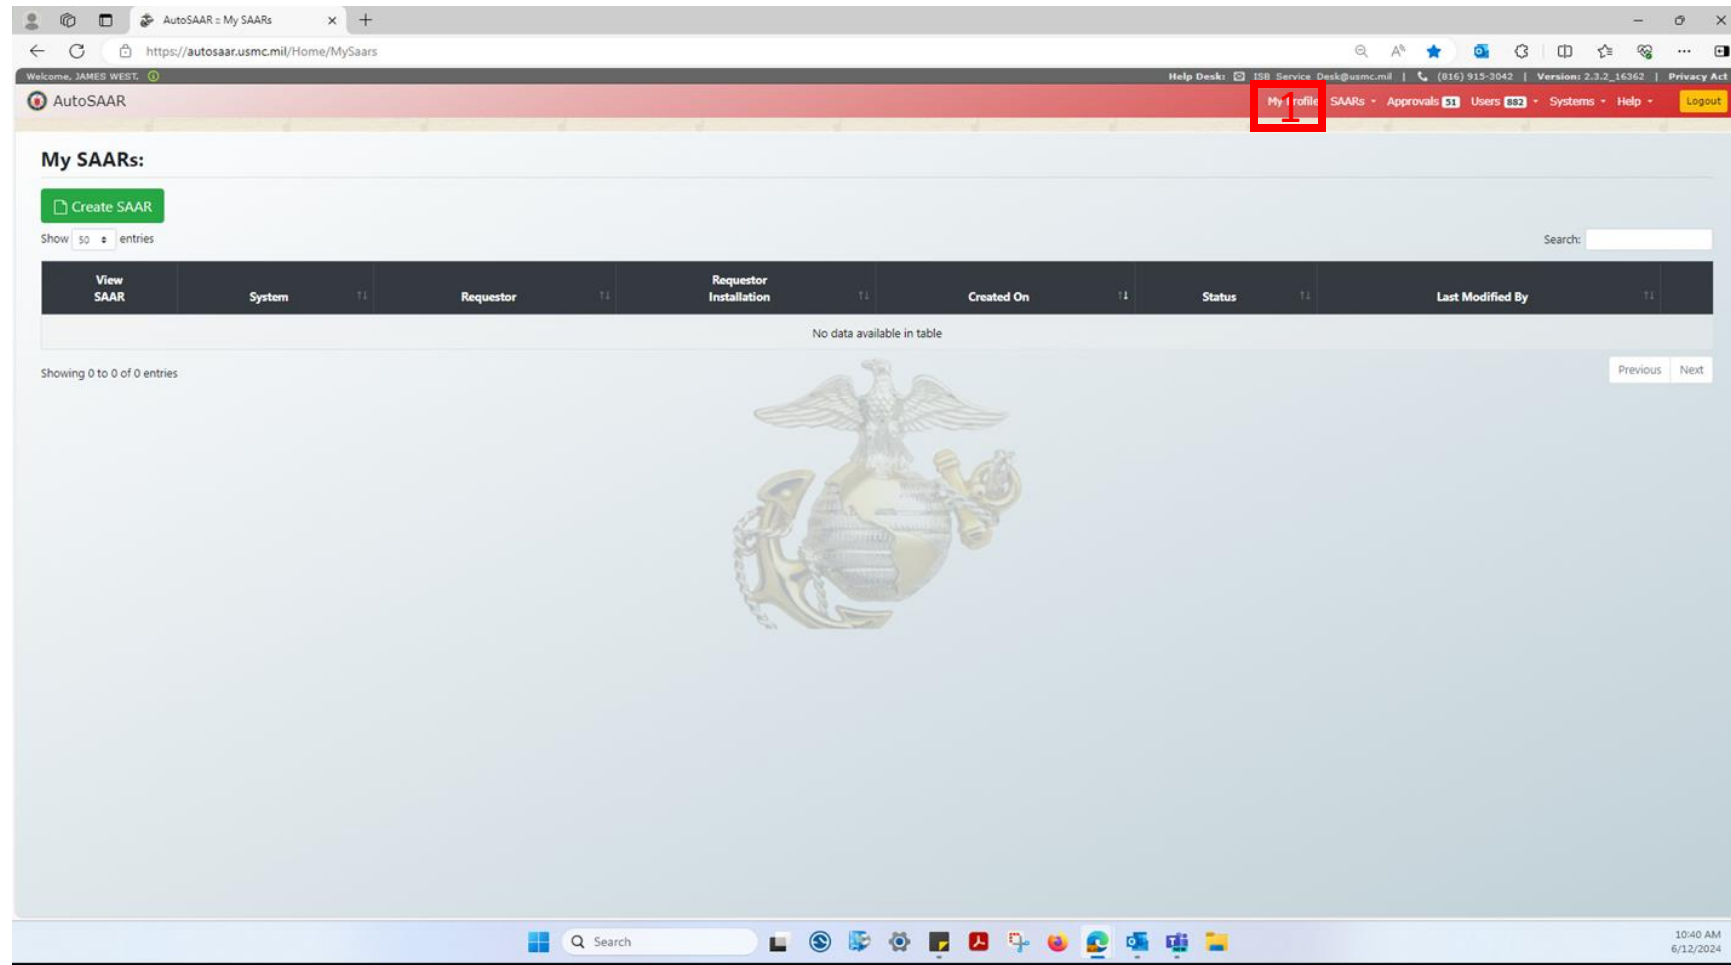 AutoSAAR :: My SAARs
https://autosaar.usmc.mil/Home/MySaars
Welcome, JAMES WEST.
Help Desk: ISB_Service_Desk@usmc.mil | (816) 915-3042 | Version: 2.3.2_16362 | Privacy Act
AutoSAAR
My Profile SAARs Approvals 51 Users 882 Systems Help Logout
1
My SAARs:
Create SAAR
Show 50 entries
Search:
View
SAAR System Requestor Requestor
Installation Created On Status Last Modified By
No data available in table
Showing 0 to 0 of 0 entries
Previous Next
Search
10:40 AM
6/12/2024